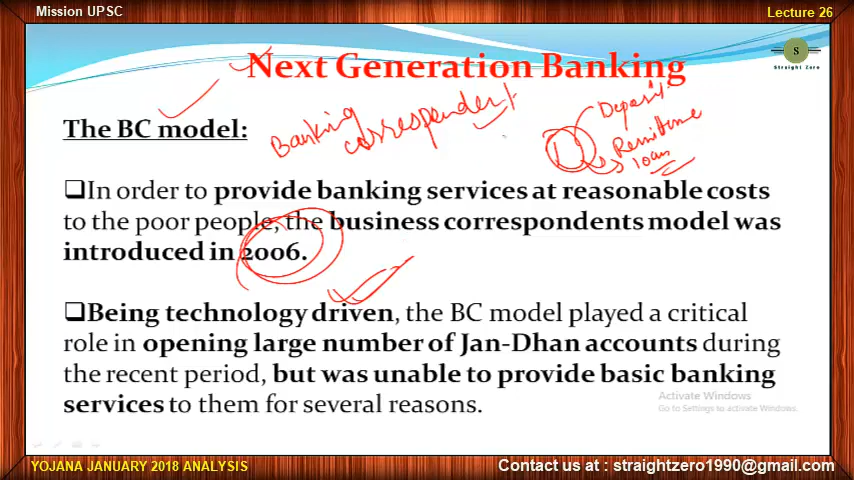 Mission UPSC
Lecture 26
S
Straight Zero
Next Generation Banking
The BC model:
Banking
correspondent
Deposit
Remittance
loan
❑In order to provide banking services at reasonable costs
to the poor people, the business correspondents model was
introduced in 2006.
❑Being technology driven, the BC model played a critical
role in opening large number of Jan-Dhan accounts during
the recent period, but was unable to provide basic banking
services to them for several reasons.
Activate Windows
Go to Settings to activate Windows.
YOJANA JANUARY 2018 ANALYSIS
Contact us at : straightzero1990@gmail.com